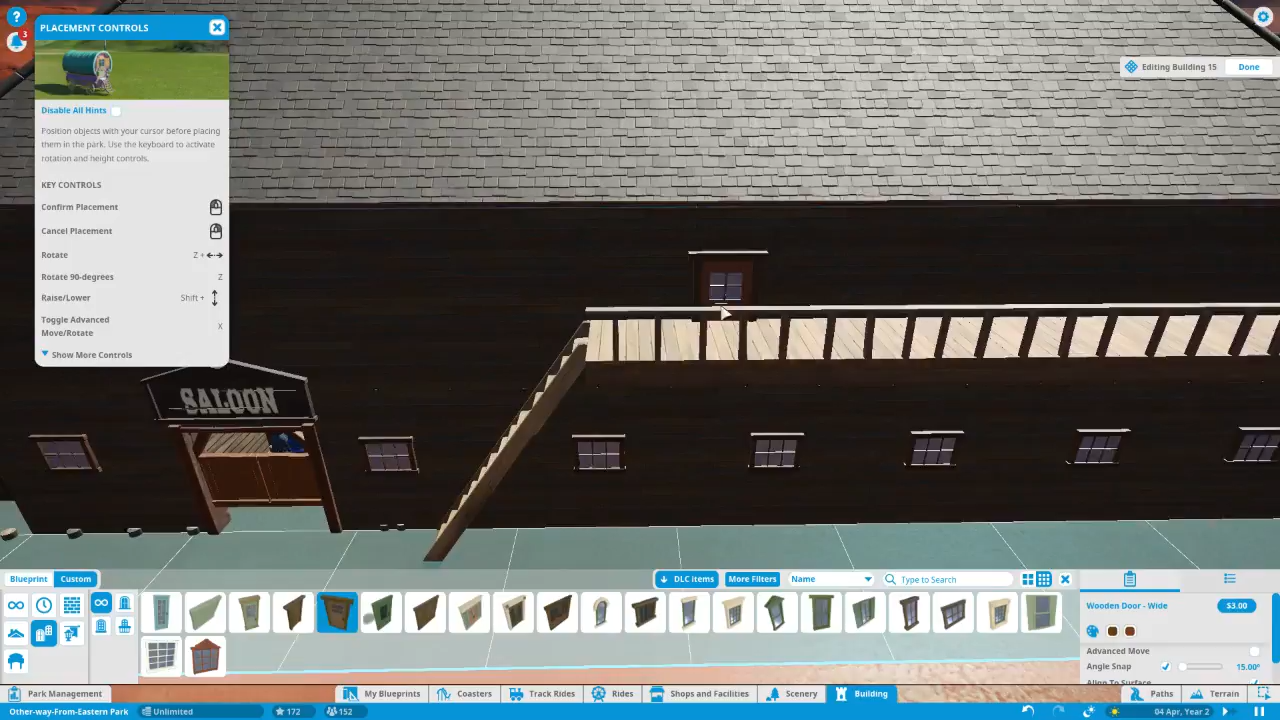 PLACEMENT CONTROLS
3
Editing Building 15
Done
Disable All Hints
Position objects with your cursor before placing
them in the park. Use the keyboard to activate
rotation and height controls.
KEY CONTROLS
Confirm Placement
Cancel Placement
Rotate Z +
Rotate 90-degrees Z
Raise/Lower Shift +
Toggle Advanced
Move/Rotate X
Show More Controls
SALOON
Blueprint Custom
DLC items More Filters Name Type to Search
Wooden Door - Wide $3.00
Advanced Move
Angle Snap 15.00°
Align To Surface
Park Management My Blueprints Coasters Track Rides Rides Shops and Facilities Scenery Building Paths Terrain
Other-way-From-Eastern Park Unlimited 172 152 04 Apr, Year 2